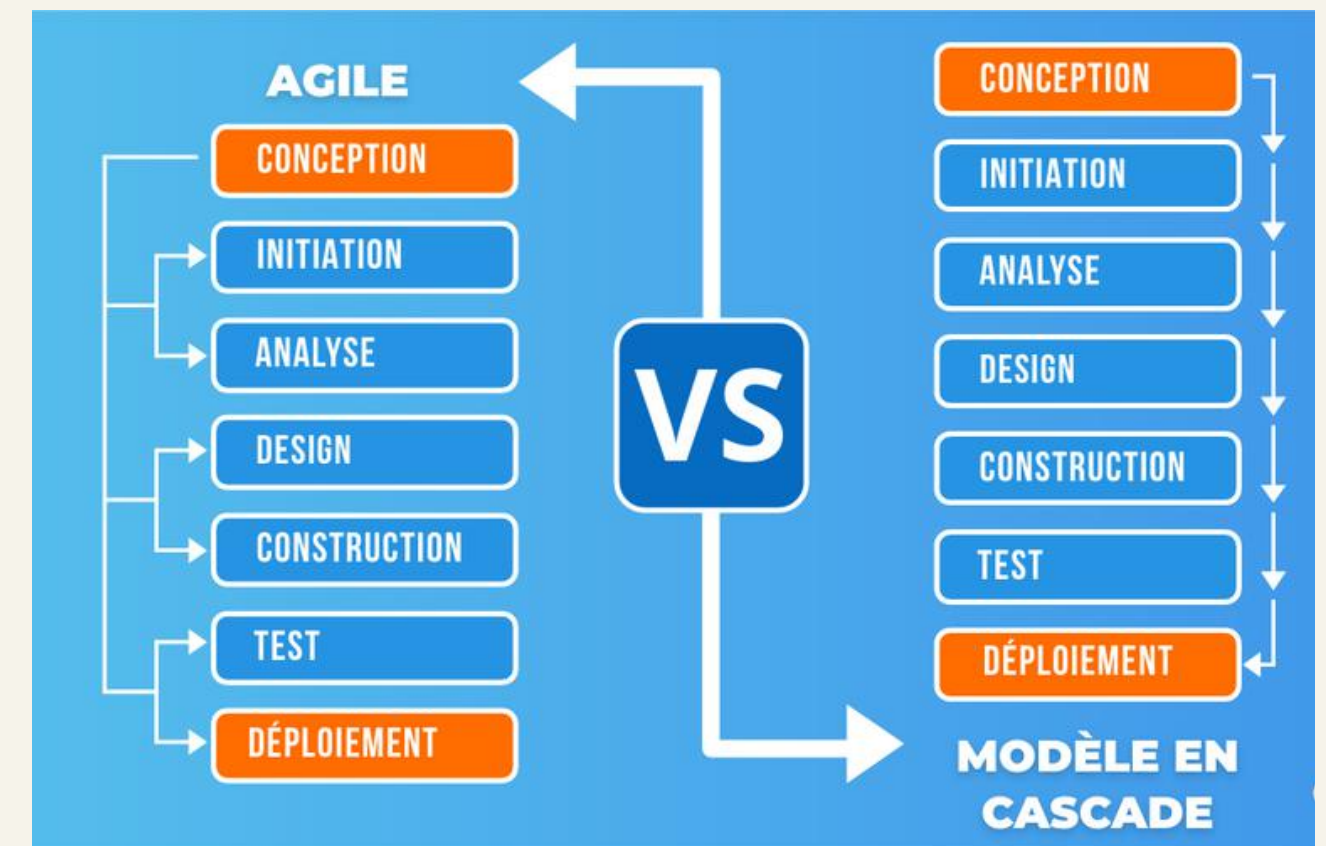 AGILE
CONCEPTION
INITIATION
ANALYSE
DESIGN
CONSTRUCTION
TEST
DÉPLOIEMENT
VS
CONCEPTION
INITIATION
ANALYSE
DESIGN
CONSTRUCTION
TEST
DÉPLOIEMENT
MODÈLE EN
CASCADE